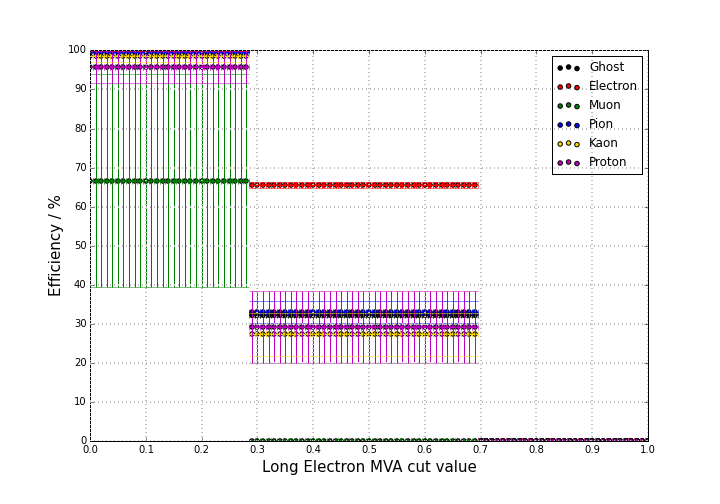 100
90
80
70
60
50
40
30
20
10
0
Efficiency / %
0.0 0.1 0.2 0.3 0.4 0.5 0.6 0.7 0.8 0.9 1.0
Long Electron MVA cut value
Ghost
Electron
Muon
Pion
Kaon
Proton